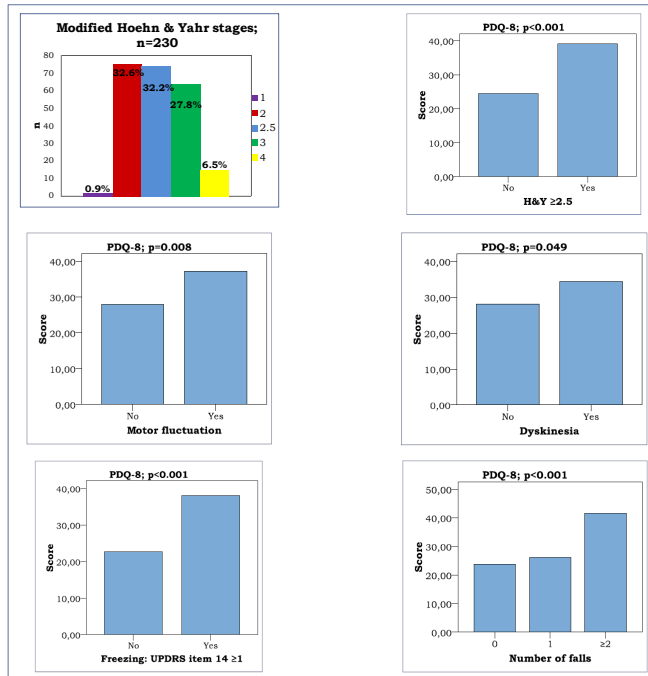 Modified Hoehn & Yahr stages;
n=230
80
70
60
50
40
30
20
10
0
n
0.9%
32.6%
32.2%
27.8%
6.5%
1
2
2.5
3
4
PDQ-8; p<0.001
40,00
30,00
20,00
10,00
0,00
Score
No Yes
H&Y ≥2.5
PDQ-8; p=0.008
40,00
30,00
20,00
10,00
0,00
Score
No Yes
Motor fluctuation
PDQ-8; p=0.049
40,00
30,00
20,00
10,00
0,00
Score
No Yes
Dyskinesia
PDQ-8; p<0.001
40,00
30,00
20,00
10,00
0,00
Score
No Yes
Freezing: UPDRS item 14 ≥1
PDQ-8; p<0.001
50,00
40,00
30,00
20,00
10,00
0,00
Score
0 1 ≥2
Number of falls